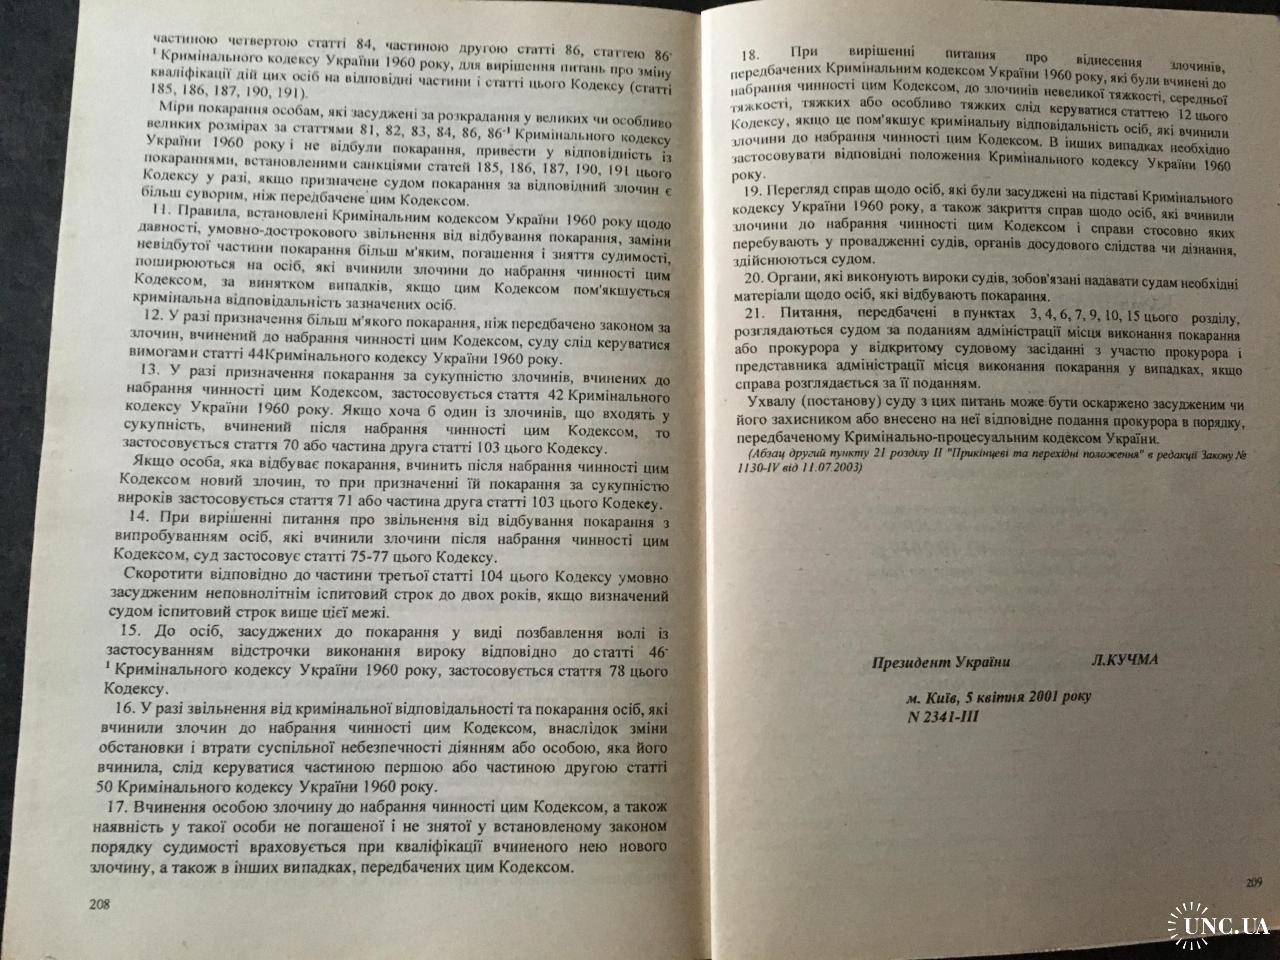 частиною четвертою статті 84, частиною другою статті 86, статтею 86-
¹ Кримінального кодексу України 1960 року, для вирішення питань про зміну
кваліфікації дій цих осіб на відповідні частини і статті цього Кодексу (статті
185, 186, 187, 190, 191).
Міри покарання особам, які засуджені за розкрадання у великих чи особливо
великих розмірах за статтями 81, 82, 83, 84, 86, 86-¹ Кримінального кодексу
України 1960 року і не відбули покарання, привести у відповідність із
покараннями, встановленими санкціями статей 185, 186, 187, 190, 191 цього
Кодексу у разі, якщо призначене судом покарання за відповідний злочин є
більш суворим, ніж передбачене цим Кодексом.
11. Правила, встановлені Кримінальним кодексом України 1960 року щодо
давності, умовно-дострокового звільнення від відбування покарання, заміни
невідбутої частини покарання більш м'яким, погашення і зняття судимості,
поширюються на осіб, які вчинили злочини до набрання чинності цим
Кодексом, за винятком випадків, якщо цим Кодексом пом'якшується
кримінальна відповідальність зазначених осіб.
12. У разі призначення більш м'якого покарання, ніж передбачено законом за
злочин, вчинений до набрання чинності цим Кодексом, суду слід керуватися
вимогами статті 44Кримінального кодексу України 1960 року.
13. У разі призначення покарання за сукупністю злочинів, вчинених до
набрання чинності цим Кодексом, застосовується стаття 42 Кримінального
кодексу України 1960 року. Якщо хоча б один із злочинів, що входять у
сукупність, вчинений після набрання чинності цим Кодексом, то
застосовується стаття 70 або частина друга статті 103 цього Кодексу.
Якщо особа, яка відбуває покарання, вчинить після набрання чинності цим
Кодексом новий злочин, то при призначенні їй покарання за сукупністю
вироків застосовується стаття 71 або частина друга статті 103 цього Кодексу.
14. При вирішенні питання про звільнення від відбування покарання з
випробуванням осіб, які вчинили злочини після набрання чинності цим
Кодексом, суд застосовує статті 75-77 цього Кодексу.
Скоротити відповідно до частини третьої статті 104 цього Кодексу умовно
засудженим неповнолітнім іспитовий строк до двох років, якщо визначений
судом іспитовий строк вище цієї межі.
15. До осіб, засуджених до покарання у виді позбавлення волі із
застосуванням відстрочки виконання вироку відповідно до статті 46-
¹ Кримінального кодексу України 1960 року, застосовується стаття 78 цього
Кодексу.
16. У разі звільнення від кримінальної відповідальності та покарання осіб, які
вчинили злочин до набрання чинності цим Кодексом, внаслідок зміни
обстановки і втрати суспільної небезпечності діянням або особою, яка його
вчинила, слід керуватися частиною першою або частиною другою статті
50 Кримінального кодексу України 1960 року.
17. Вчинення особою злочину до набрання чинності цим Кодексом, а також
наявність у такої особи не погашеної і не знятої у встановленому законом
порядку судимості враховується при кваліфікації вчиненого нею нового
злочину, а також в інших випадках, передбачених цим Кодексом.
208
18. При вирішенні питання про віднесення злочинів,
передбачених Кримінальним кодексом України 1960 року, які були вчинені до
набрання чинності цим Кодексом, до злочинів невеликої тяжкості, середньої
тяжкості, тяжких або особливо тяжких слід керуватися статтею 12 цього
Кодексу, якщо це пом'якшує кримінальну відповідальність осіб, які вчинили
злочини до набрання чинності цим Кодексом. В інших випадках необхідно
застосовувати відповідні положення Кримінального кодексу України 1960
року.
19. Перегляд справ щодо осіб, які були засуджені на підставі Кримінального
кодексу України 1960 року, а також закриття справ щодо осіб, які вчинили
злочини до набрання чинності цим Кодексом і справи стосовно яких
перебувають у провадженні судів, органів досудового слідства чи дізнання,
здійснюються судом.
20. Органи, які виконують вироки судів, зобов'язані надавати судам необхідні
матеріали щодо осіб, які відбувають покарання.
21. Питання, передбачені в пунктах 3, 4, 6, 7, 9, 10, 15 цього розділу,
розглядаються судом за поданням адміністрації місця виконання покарання
або прокурора у відкритому судовому засіданні з участю прокурора і
представника адміністрації місця виконання покарання у випадках, якщо
справа розглядається за її поданням.
Ухвалу (постанову) суду з цих питань може бути оскаржено засудженим чи
його захисником або внесено на неї відповідне подання прокурора в порядку,
передбаченому Кримінально-процесуальним кодексом України.
(Абзац другий пункту 21 розділу II "Прикінцеві та перехідні положення" в редакції Закону №
1130-IV від 11.07.2003)
Президент України Л.КУЧМА
м. Київ, 5 квітня 2001 року
N 2341-III
209
UNC.UA